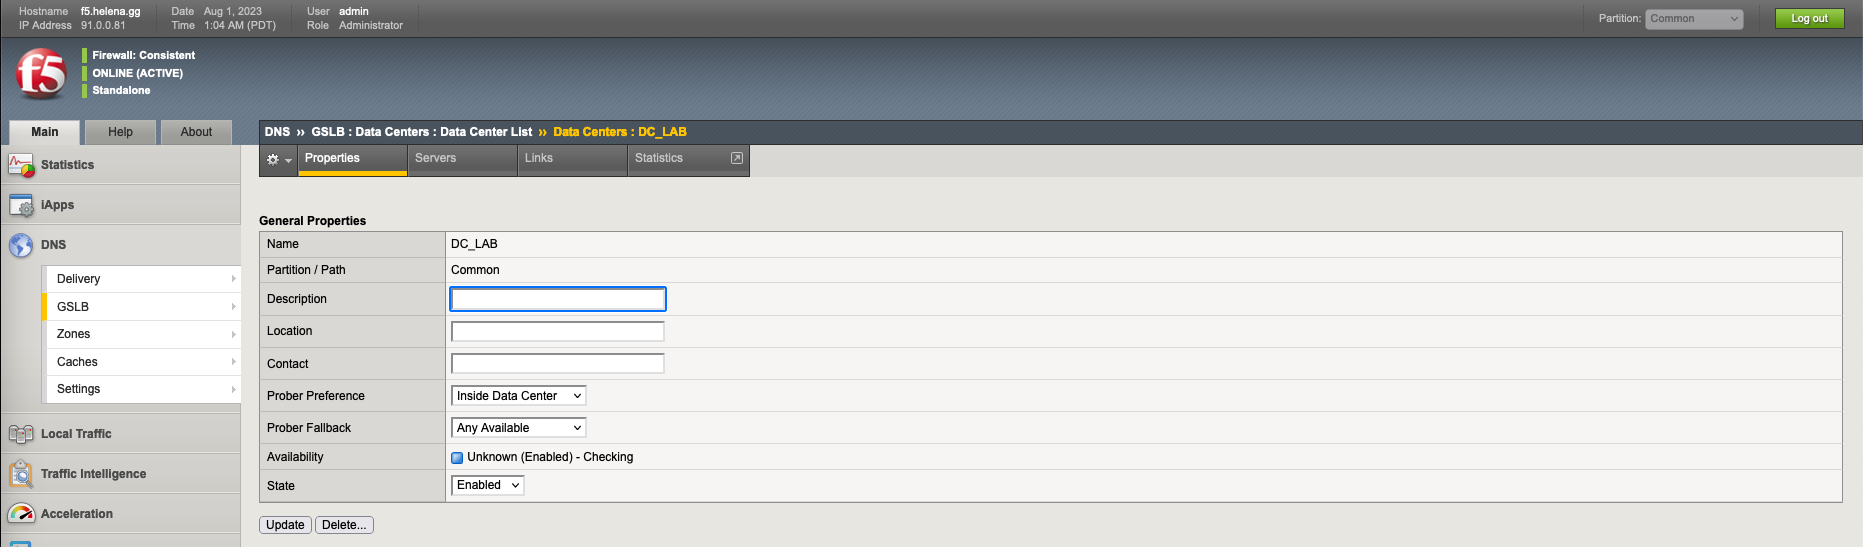 Hostname f5.helena.gg Date Aug 1, 2023 User admin
IP Address 91.0.0.81 Time 1:04 AM (PDT) Role Administrator
Partition: Common Log out
f5
Firewall: Consistent
ONLINE (ACTIVE)
Standalone
Main Help About
DNS ›› GSLB : Data Centers : Data Center List ›› Data Centers : DC_LAB
Properties Servers Links Statistics
Statistics
iApps
DNS
Delivery
GSLB
Zones
Caches
Settings
Local Traffic
Traffic Intelligence
Acceleration
General Properties
Name DC_LAB
Partition / Path Common
Description
Location
Contact
Prober Preference Inside Data Center
Prober Fallback Any Available
Availability Unknown (Enabled) - Checking
State Enabled
Update Delete...